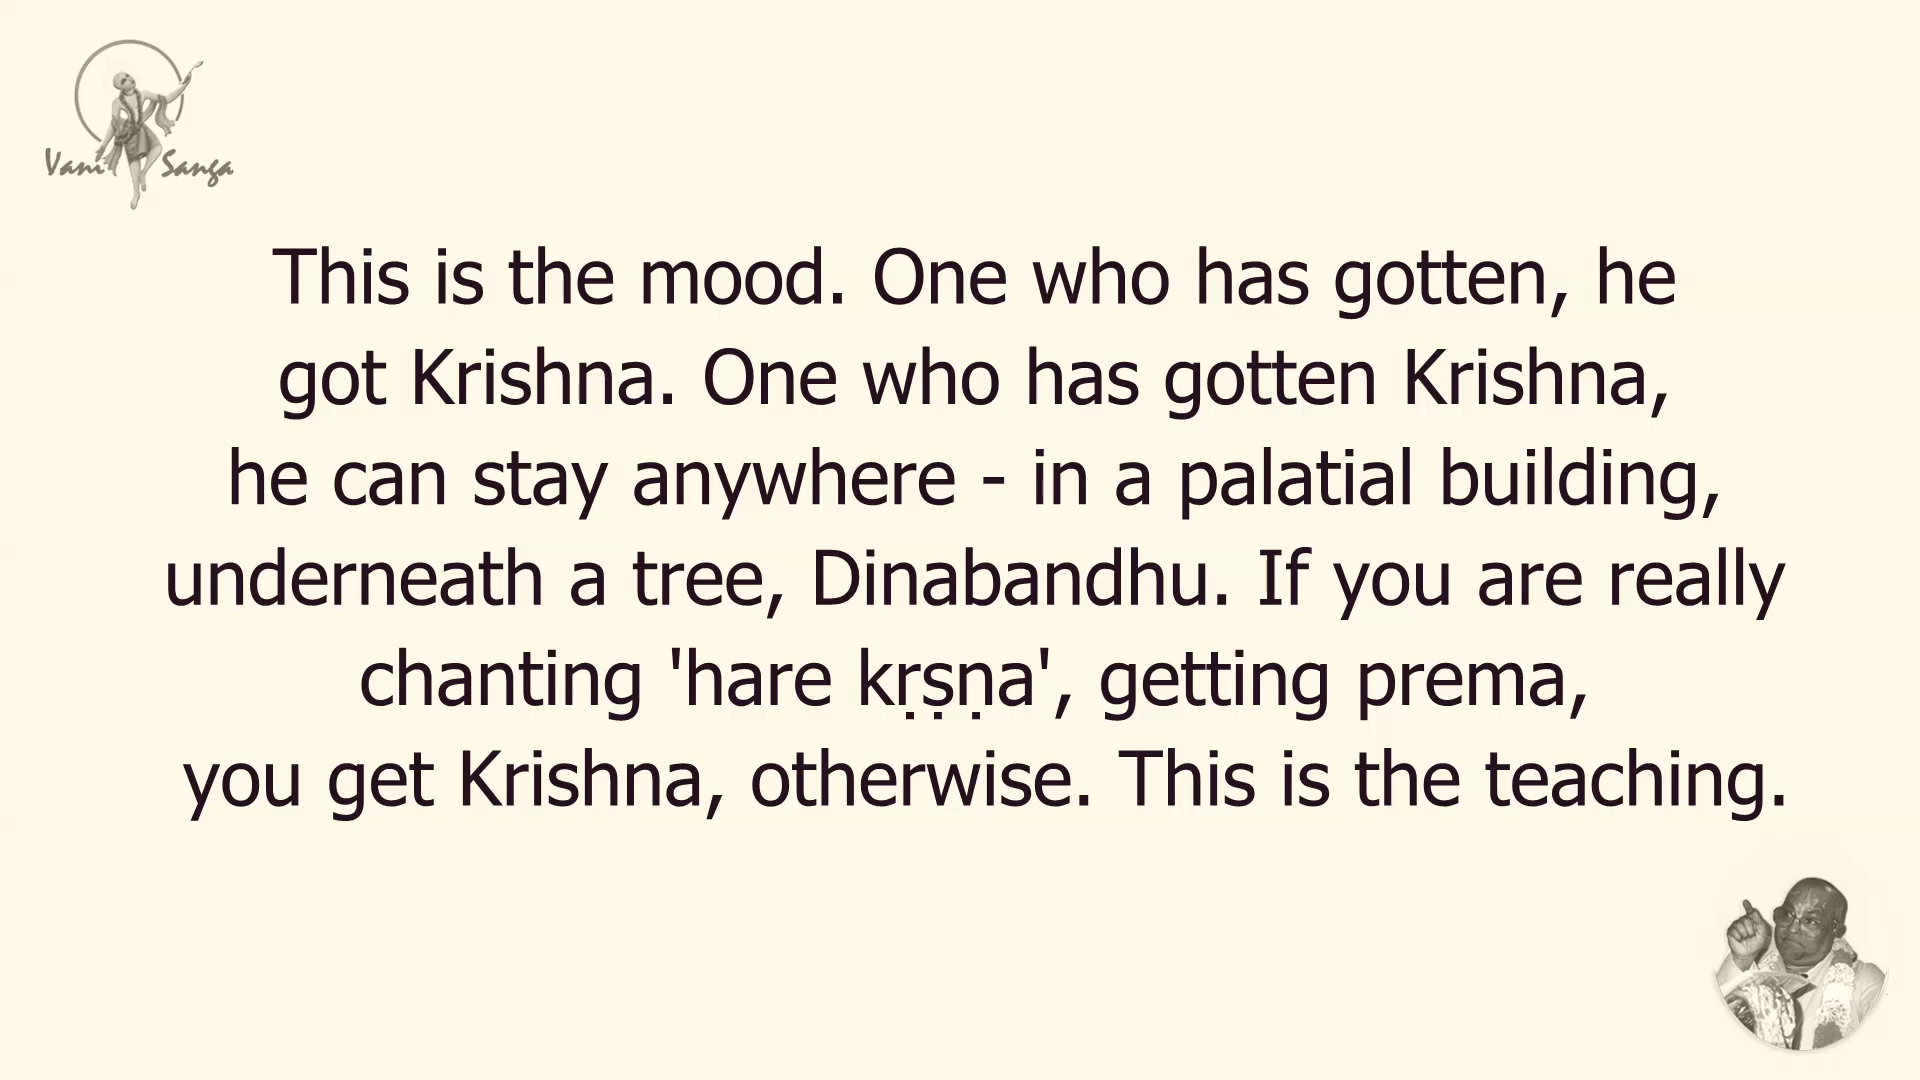 Vani Sanga
This is the mood. One who has gotten, he
got Krishna. One who has gotten Krishna,
he can stay anywhere - in a palatial building,
underneath a tree, Dinabandhu. If you are really
chanting 'hare kṛṣṇa', getting prema,
you get Krishna, otherwise. This is the teaching.